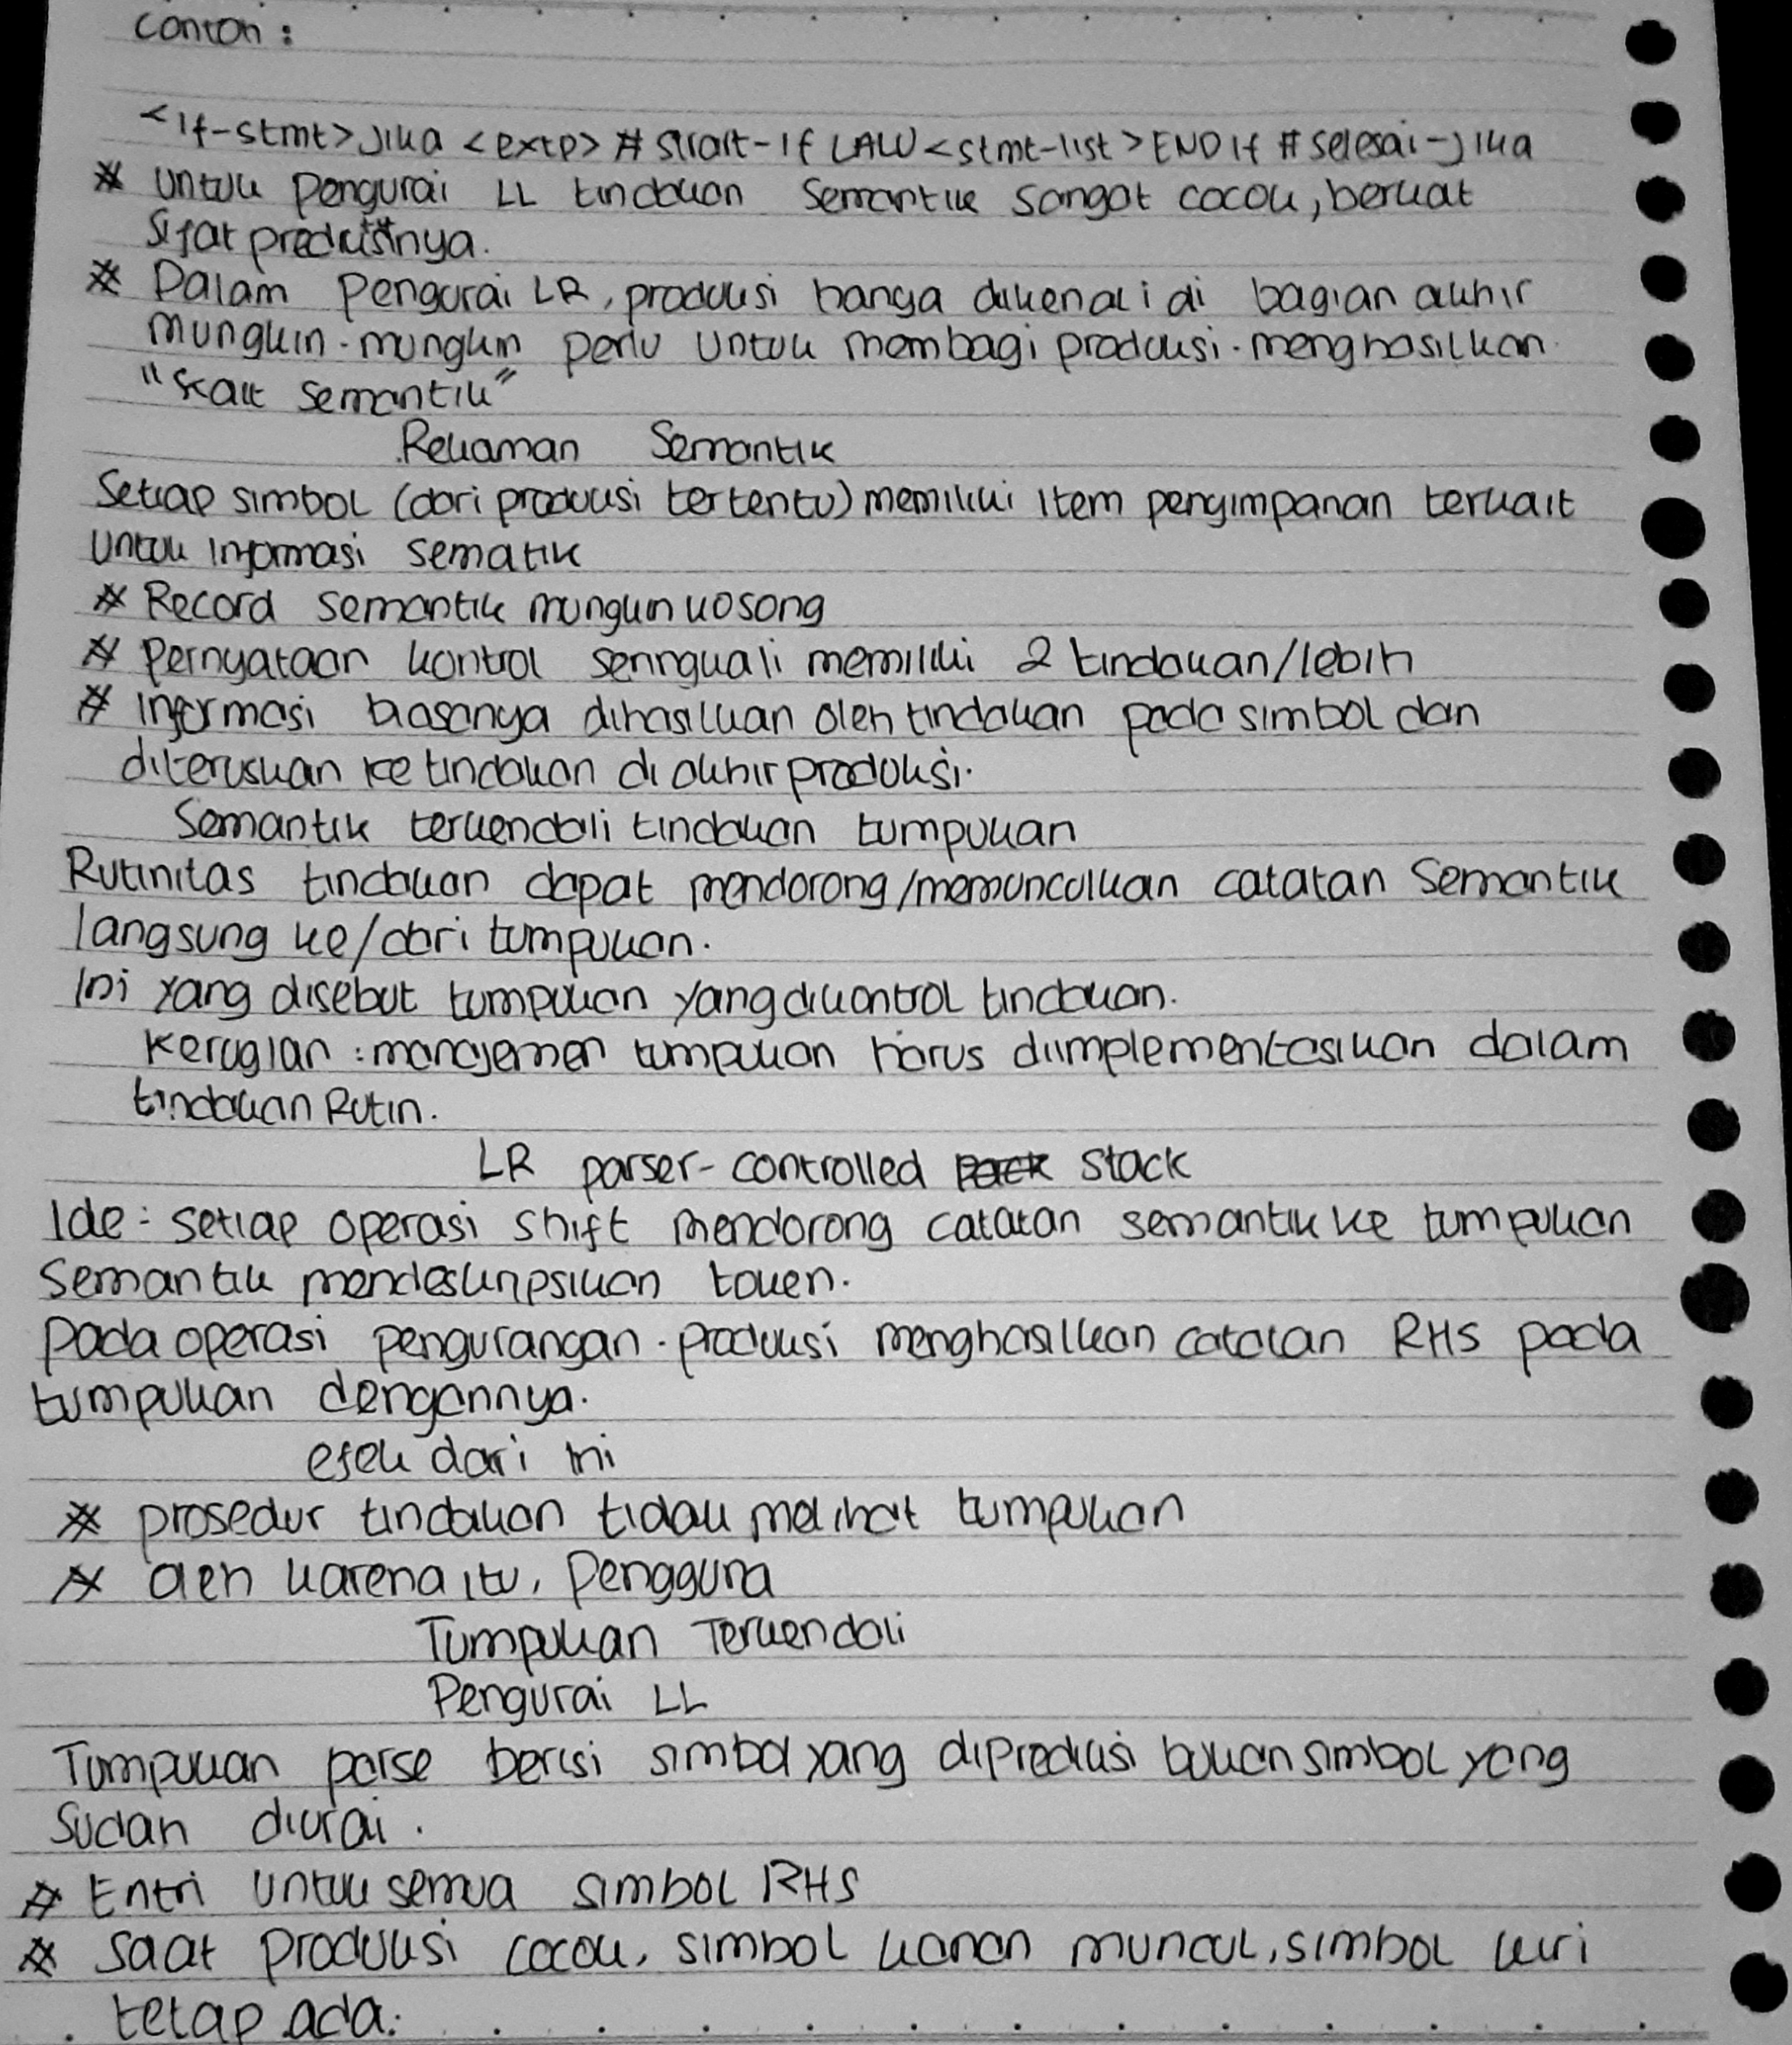 Contoh :
<If-stmt> Jika <extp> # strart-If LALU <stmt-list> END If # selesai-Jika
* untuk Pengurai LL tindakan Semantik sangat cocok, berkat
sifat prediktifnya.
* Dalam Pengurai LR, produksi hanya dikenali di bagian akhir
mungkin-mungkin perlu untuk membagi produksi-menghasilkan
"kait semantik"
Rekaman Semantik
Setiap simbol (dari produksi tertentu) memiliki item penyimpanan terkait
untuk informasi sematik
* Record semantik mungkin kosong
* Pernyataan kontrol seringkali memiliki 2 tindakan/lebih
* informasi biasanya dihasilkan oleh tindakan pada simbol dan
diteruskan ke tindakan di akhir produksi.
Semantik terkendali tindakan tumpukan
Rutinitas tindakan dapat mendorong/memunculkan catatan Semantik
langsung ke/dari tumpukan.
Ini yang disebut tumpukan yang dikontrol tindakan.
Kerugian : manajemen tumpukan harus diimplementasikan dalam
tindakan Rutin.
LR parser-controlled stack
Ide : setiap operasi shift mendorong catatan semantik ke tumpukan
Semantik mendeskripsikan token.
pada operasi pengurangan-produksi menghasilkan catatan RHS pada
tumpukan dengannya.
efek dari ini
* prosedur tindakan tidak melihat tumpukan
* oleh karena itu, Pengguna
Tumpukan Terkendali
Pengurai LL
Tumpukan parse berisi simbol yang diprediksi bukan simbol yang
Sudah diurai.
* Entri untuk semua simbol RHS
* saat produksi cocok, simbol kanan muncul, simbol kiri
tetap ada.